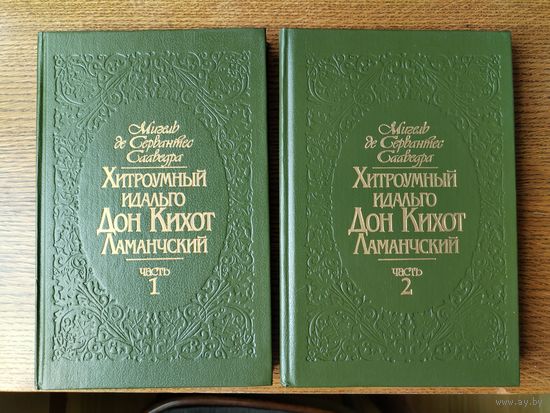 Мигель
де Сервантес
Сааведра
Хитроумный
идальго
Дон Кихот
Ламанчский
часть
1
Мигель
де Сервантес
Сааведра
Хитроумный
идальго
Дон Кихот
Ламанчский
часть
2
www.ay.by